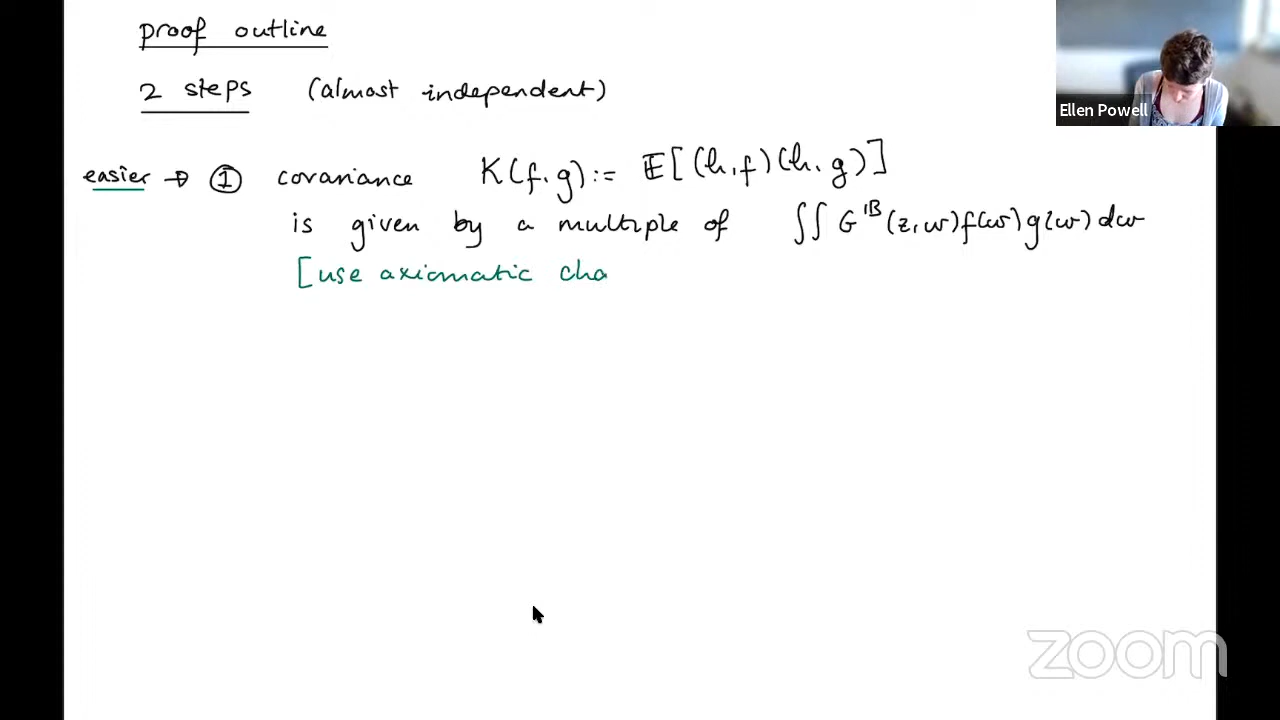 proof outline
2 steps (almost independent)
easier → ① covariance K(f,g) := 𝔼[(h,f)(h,g)]
is given by a multiple of ∬ G^𝔹(z,w)f(w)g(w)dw
[use axiomatic cha
Ellen Powell
zoom